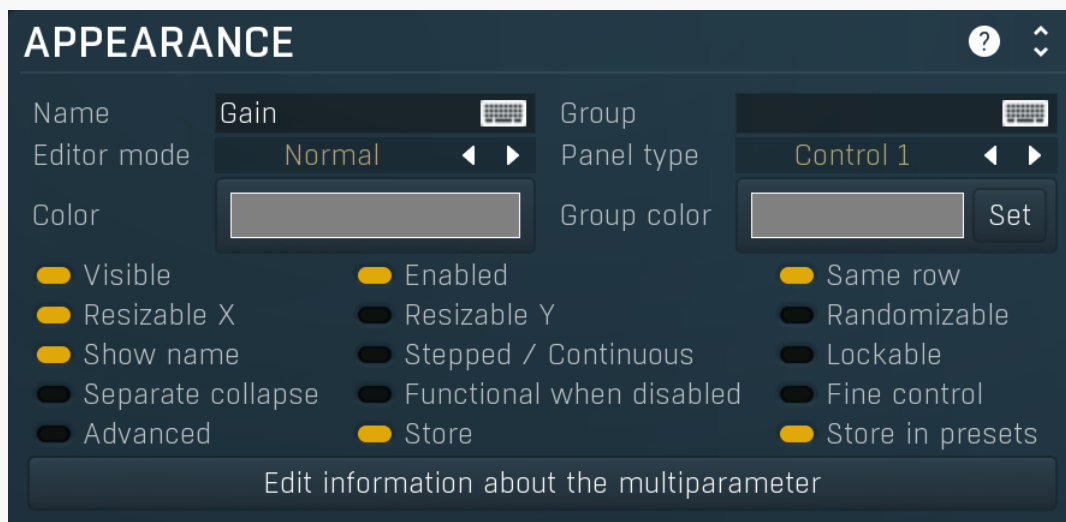 APPEARANCE ?
Name Gain Group
Editor mode Normal Panel type Control 1
Color Group color Set
Visible Enabled Same row
Resizable X Resizable Y Randomizable
Show name Stepped / Continuous Lockable
Separate collapse Functional when disabled Fine control
Advanced Store Store in presets
Edit information about the multiparameter